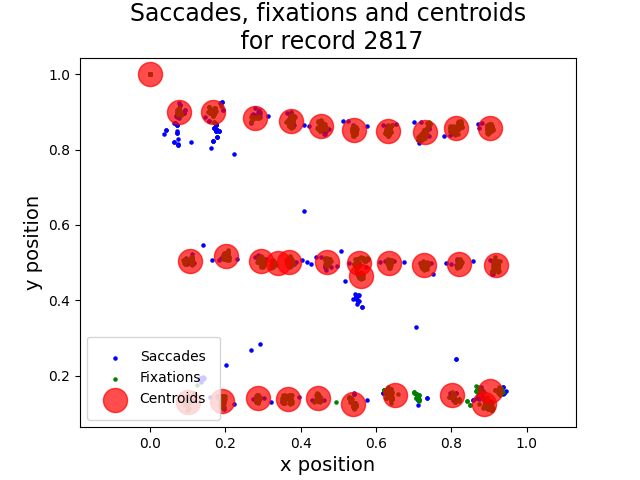 Saccades, fixations and centroids
for record 2817
1.0
0.8
0.6
0.4
0.2
y position
Saccades
Fixations
Centroids
0.0
0.2
0.4
0.6
0.8
1.0
x position